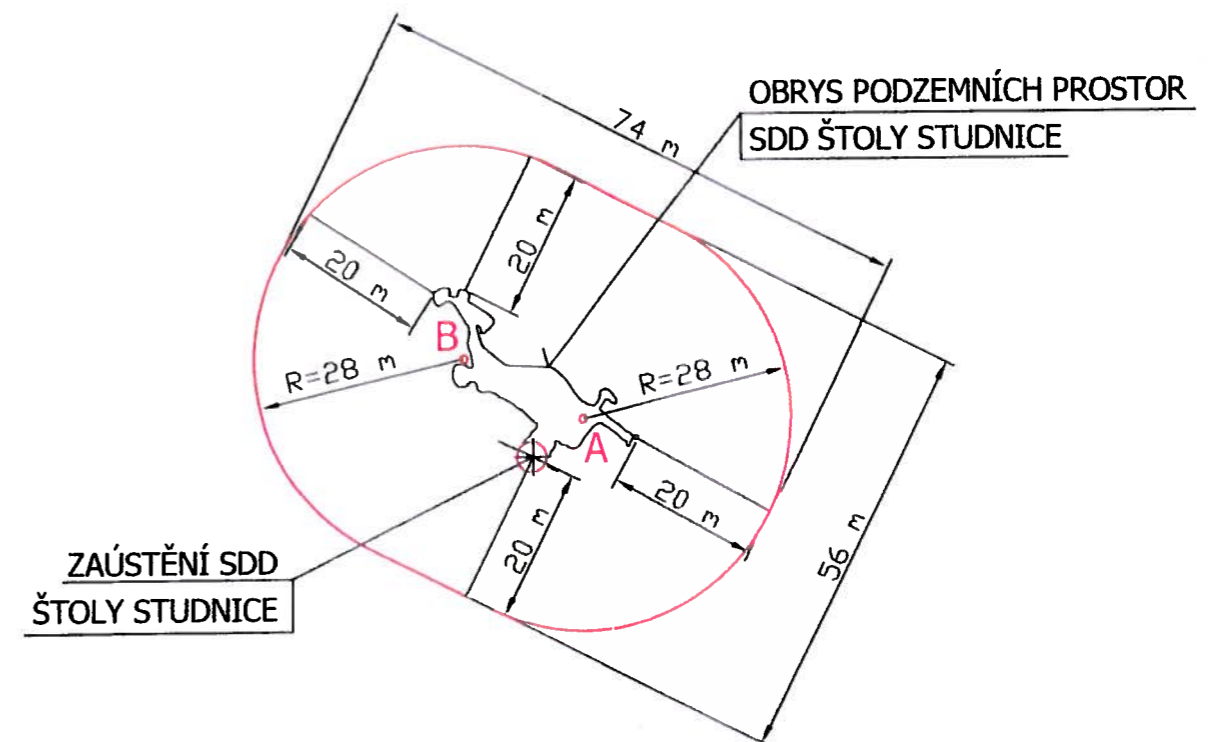 OBRYS PODZEMNÍCH PROSTOR
SDD ŠTOLY STUDNICE
74 m
20 m
20 m
B
R=28 m
R=28 m
A
20 m
20 m
56 m
ZAÚSTĚNÍ SDD
ŠTOLY STUDNICE